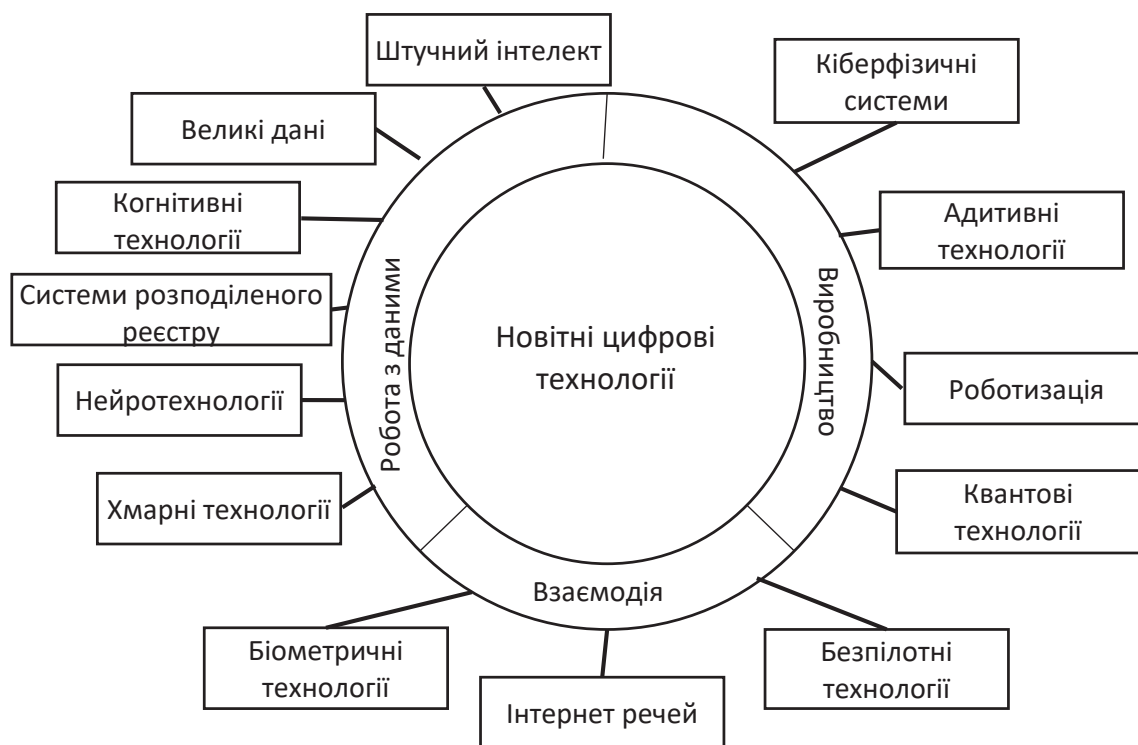 Штучний інтелект
Кіберфізичні
системи
Великі дані
Когнітивні
технології
Адитивні
технології
Системи розподіленого
реєстру
Робота з даними
Новітні цифрові
технології
Виробництво
Нейротехнології
Роботизація
Хмарні технології
Квантові
технології
Взаємодія
Біометричні
технології
Безпілотні
технології
Інтернет речей